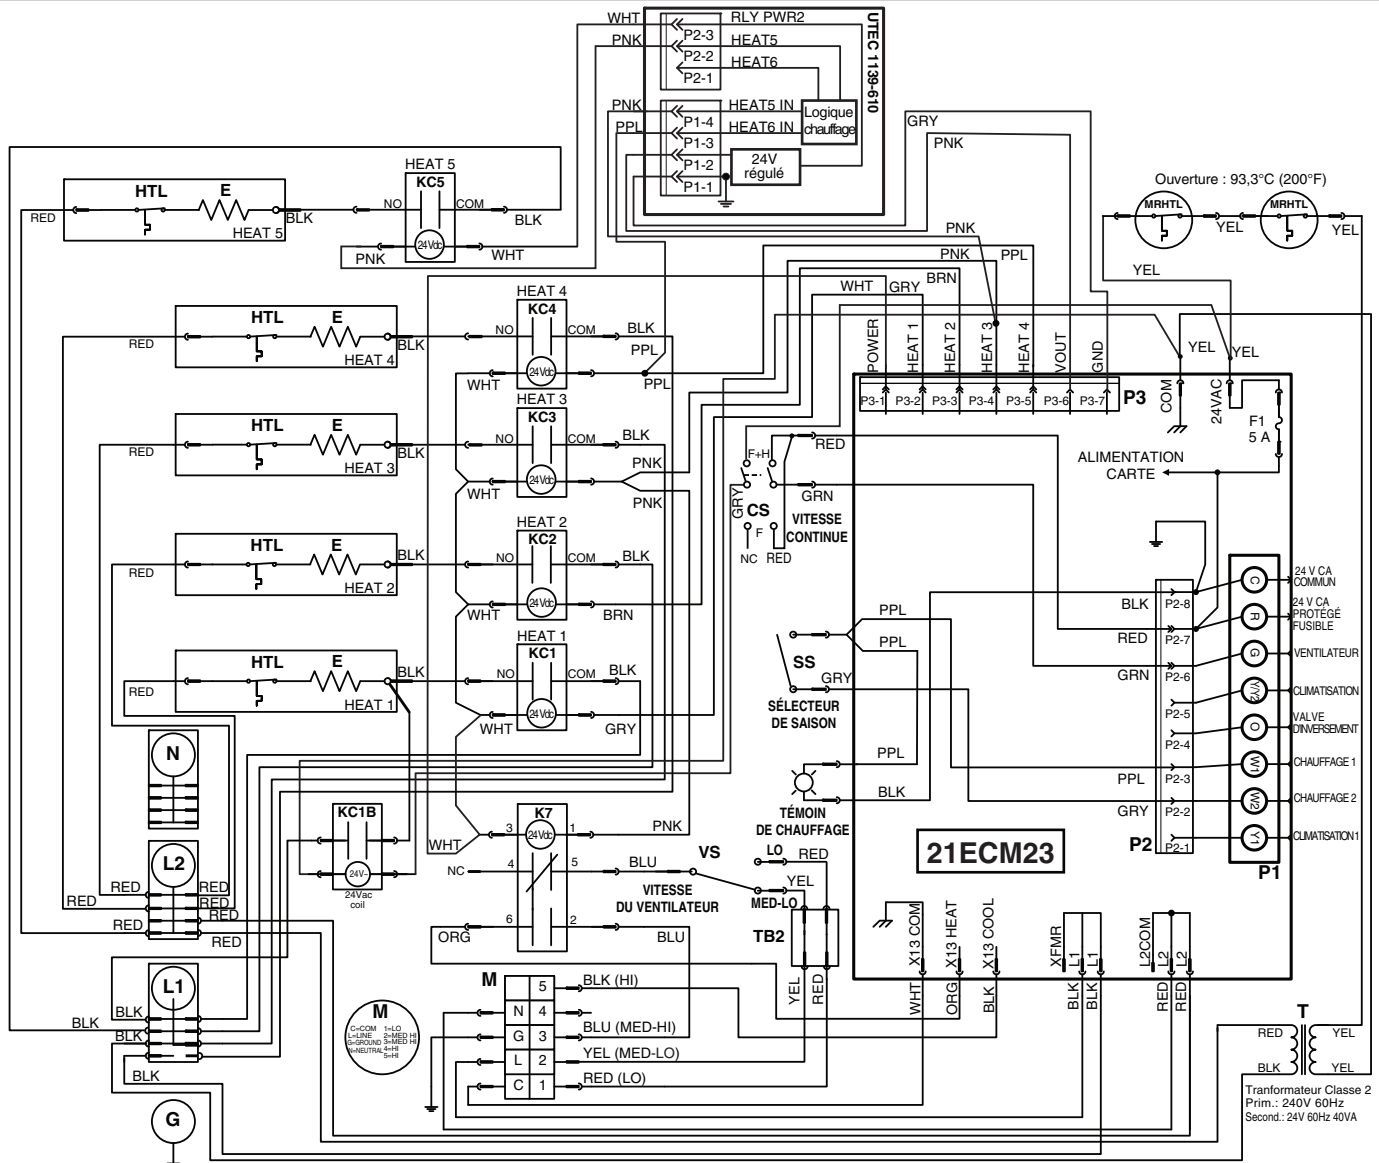 WHT
RLY PWR2
P2-3
PNK
HEAT5
P2-2
HEAT6
P2-1
UTEC 1139-610
PNK
HEAT5 IN
P1-4
PPL
HEAT6 IN
P1-3
P1-2
P1-1
Logique
chauffage
24V
régulé
GRY
PNK
Ouverture : 93,3°C (200°F)
MRHTL
MRHTL
YEL
YEL
YEL
HEAT 5
KC5
HTL
E
RED
BLK
HEAT 5
NO
COM
BLK
24Vdc
PNK
WHT
PNK
PNK
PPL
BRN
WHT
GRY
HEAT 4
KC4
HTL
E
RED
BLK
HEAT 4
NO
COM
BLK
PPL
24Vdc
WHT
PPL
HEAT 3
KC3
HTL
E
RED
BLK
HEAT 3
NO
COM
BLK
PNK
24Vdc
WHT
PNK
HEAT 2
KC2
HTL
E
RED
BLK
HEAT 2
NO
COM
BLK
24Vdc
WHT
BRN
HEAT 1
KC1
HTL
E
RED
BLK
HEAT 1
NO
COM
BLK
24Vdc
WHT
GRY
POWER
HEAT 1
HEAT 2
HEAT 3
HEAT 4
VOUT
GND
P3-1
P3-2
P3-3
P3-4
P3-5
P3-6
P3-7
P3
YEL
YEL
COM
24VAC
F1
5 A
ALIMENTATION
CARTE
F+H
RED
GRY
GRN
CS
VITESSE
CONTINUE
F
NC
RED
PPL
PPL
SS
GRY
SÉLECTEUR
DE SAISON
PPL
BLK
TÉMOIN
DE CHAUFFAGE
BLK
P2-8
RED
P2-7
GRN
P2-6
P2-5
P2-4
PPL
P2-3
GRY
P2-2
P2-1
P2
C
R
G
Y/Y2
O
W1
W2
Y1
P1
24 V CA
COMMUN
24 V CA
PROTÉGÉ
FUSIBLE
VENTILATEUR
CLIMATISATION
VALVE
D'INVERSEMENT
CHAUFFAGE 1
CHAUFFAGE 2
CLIMATISATION1
21ECM23
N
L2
RED
RED
RED
RED
RED
RED
RED
L1
BLK
BLK
BLK
BLK
G
KC1B
24V~
24Vac
coil
K7
3
24Vdc
1
WHT
PNK
NC
4
5
BLU
6
2
ORG
BLU
VS
VITESSE
DU VENTILATEUR
LO
RED
YEL
MED-LO
TB2
YEL
RED
X13 COM
X13 HEAT
X13 COOL
XFMR
L1
L1
L2COM
L2
L2
WHT
ORG
BLK
BLK
BLK
RED
RED
M
C=COM
1=LO
L=LINE
2=MED HI
G=GROUND
3=MED HI
N=NEUTRAL
4=HI
5=HI
M
5
BLK (HI)
N
4
G
3
BLU (MED-HI)
L
2
YEL (MED-LO)
C
1
RED (LO)
T
RED
YEL
BLK
YEL
Tranformateur Classe 2
Prim.: 240V 60Hz
Second.: 24V 60Hz 40VA